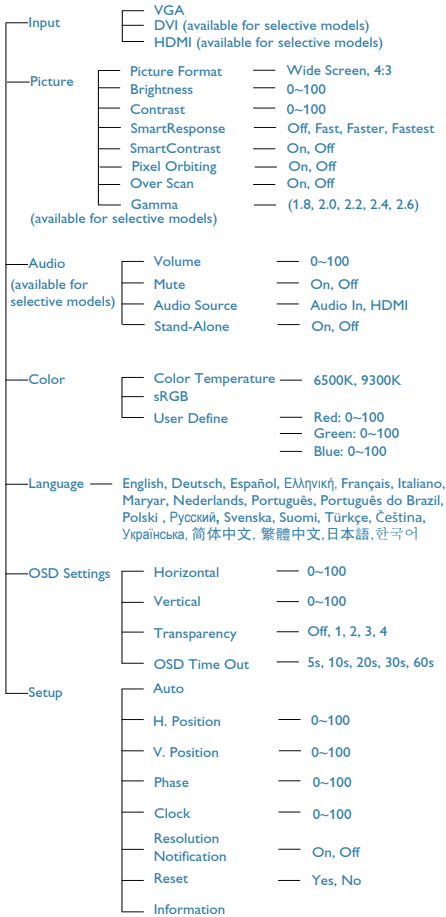 Input
VGA
DVI (available for selective models)
HDMI (available for selective models)
Picture
Picture Format Wide Screen, 4:3
Brightness 0~100
Contrast 0~100
SmartResponse Off, Fast, Faster, Fastest
SmartContrast On, Off
Pixel Orbiting On, Off
Over Scan On, Off
Gamma (1.8, 2.0, 2.2, 2.4, 2.6)
(available for selective models)
Audio
(available for
selective models)
Volume 0~100
Mute On, Off
Audio Source Audio In, HDMI
Stand-Alone On, Off
Color
Color Temperature 6500K, 9300K
sRGB
User Define Red: 0~100
Green: 0~100
Blue: 0~100
Language English, Deutsch, Español, Ελληνική, Français, Italiano,
Maryar, Nederlands, Português, Português do Brazil,
Polski , Русский, Svenska, Suomi, Türkçe, Čeština,
Українська, 简体中文, 繁體中文,日本語,한국어
OSD Settings
Horizontal 0~100
Vertical 0~100
Transparency Off, 1, 2, 3, 4
OSD Time Out 5s, 10s, 20s, 30s, 60s
Setup
Auto
H. Position 0~100
V. Position 0~100
Phase 0~100
Clock 0~100
Resolution
Notification On, Off
Reset Yes, No
Information